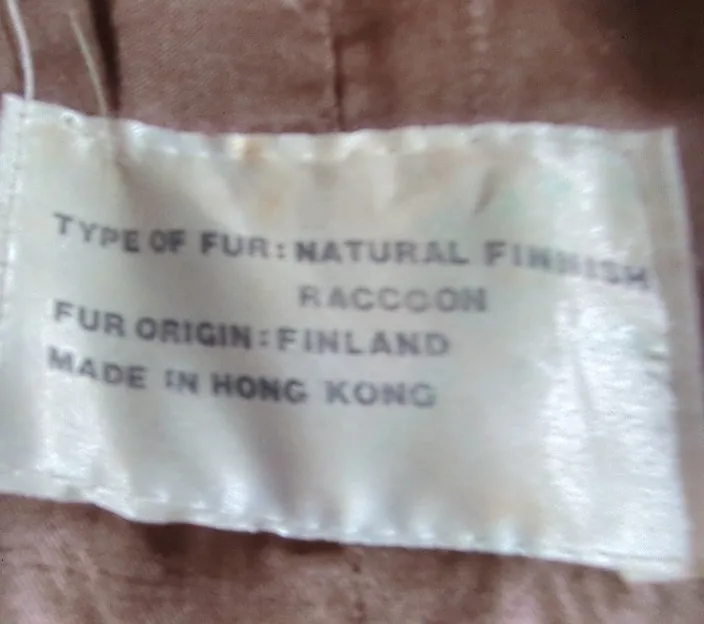 TYPE OF FUR: NATURAL FINNISH
RACCOON
FUR ORIGIN: FINLAND
MADE IN HONG KONG